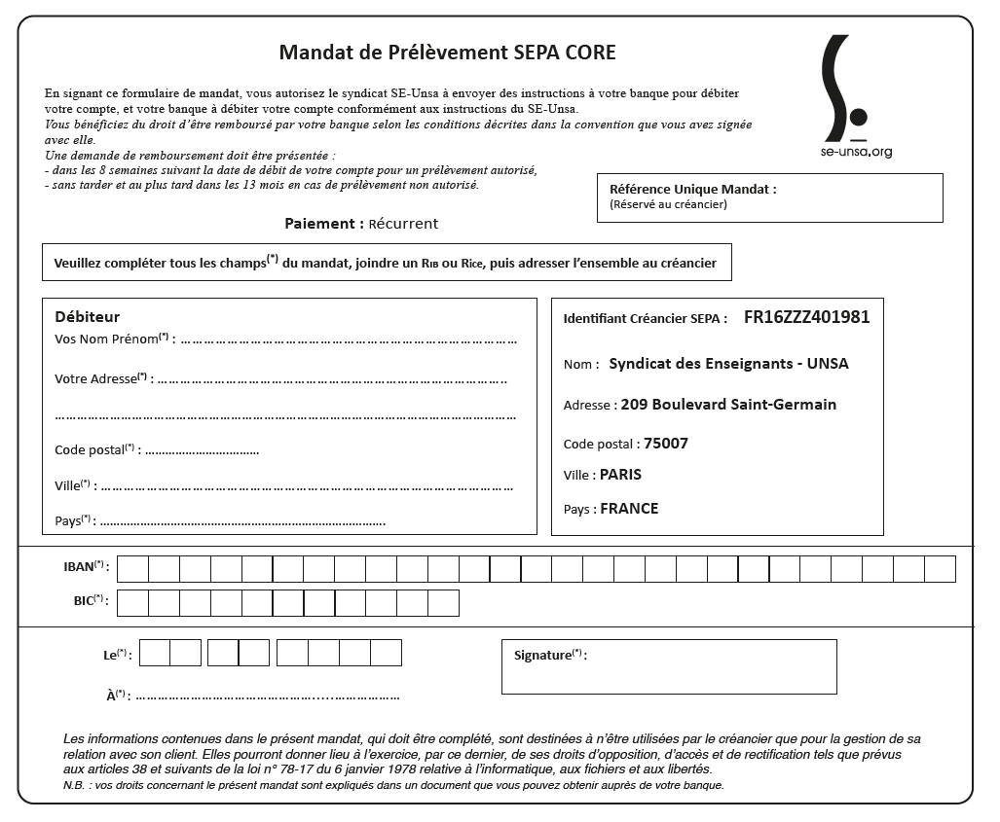 Mandat de Prélèvement SEPA CORE
En signant ce formulaire de mandat, vous autorisez le syndicat SE-Unsa à envoyer des instructions à votre banque pour débiter
votre compte, et votre banque à débiter votre compte conformément aux instructions du SE-Unsa.
Vous bénéficiez du droit d’être remboursé par votre banque selon les conditions décrites dans la convention que vous avez signée
avec elle.
Une demande de remboursement doit être présentée :
- dans les 8 semaines suivant la date de débit de votre compte pour un prélèvement autorisé,
- sans tarder et au plus tard dans les 13 mois en cas de prélèvement non autorisé.
se-unsa.org
Référence Unique Mandat :
(Réservé au créancier)
Paiement : Récurrent
Veuillez compléter tous les champs(*) du mandat, joindre un RIB ou RICE, puis adresser l’ensemble au créancier
Débiteur
Vos Nom Prénom(*) : ……………………………………………………………………………
Votre Adresse(*) : ………………………………………………………………………………..
…………………………………………………………………………………………………………
Code postal(*) : ………………………….
Ville(*) : ………………………………………………………………………………………………
Pays(*) : ………………………………………………………………….
Identifiant Créancier SEPA : FR16ZZZ401981
Nom : Syndicat des Enseignants - UNSA
Adresse : 209 Boulevard Saint-Germain
Code postal : 75007
Ville : PARIS
Pays : FRANCE
IBAN(*) :
BIC(*) :
Le(*) :
À(*) : ……………………………………….....……………
Signature(*) :
Les informations contenues dans le présent mandat, qui doit être complété, sont destinées à n’être utilisées par le créancier que pour la gestion de sa
relation avec son client. Elles pourront donner lieu à l’exercice, par ce dernier, de ses droits d’opposition, d’accès et de rectification tels que prévus
aux articles 38 et suivants de la loi n° 78-17 du 6 janvier 1978 relative à l’informatique, aux fichiers et aux libertés.
N.B. : vos droits concernant le présent mandat sont expliqués dans un document que vous pouvez obtenir auprès de votre banque.